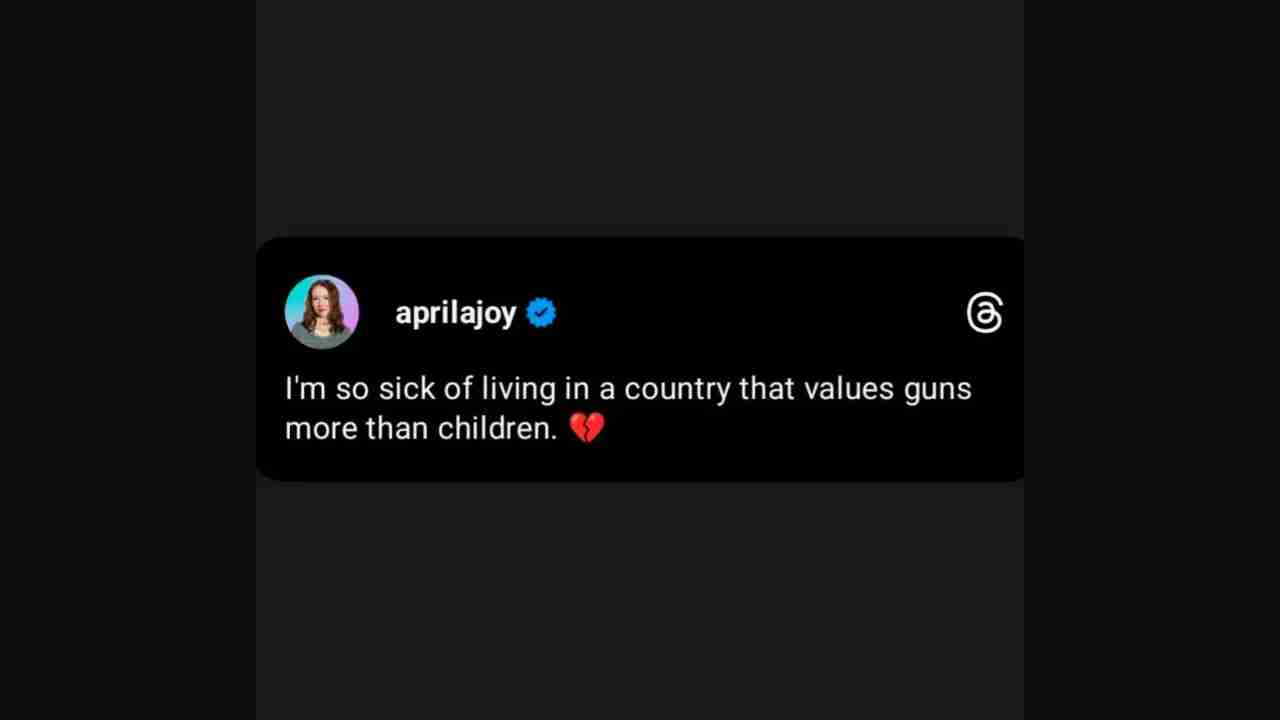 aprilajoy
I'm so sick of living in a country that values guns
more than children. 💔